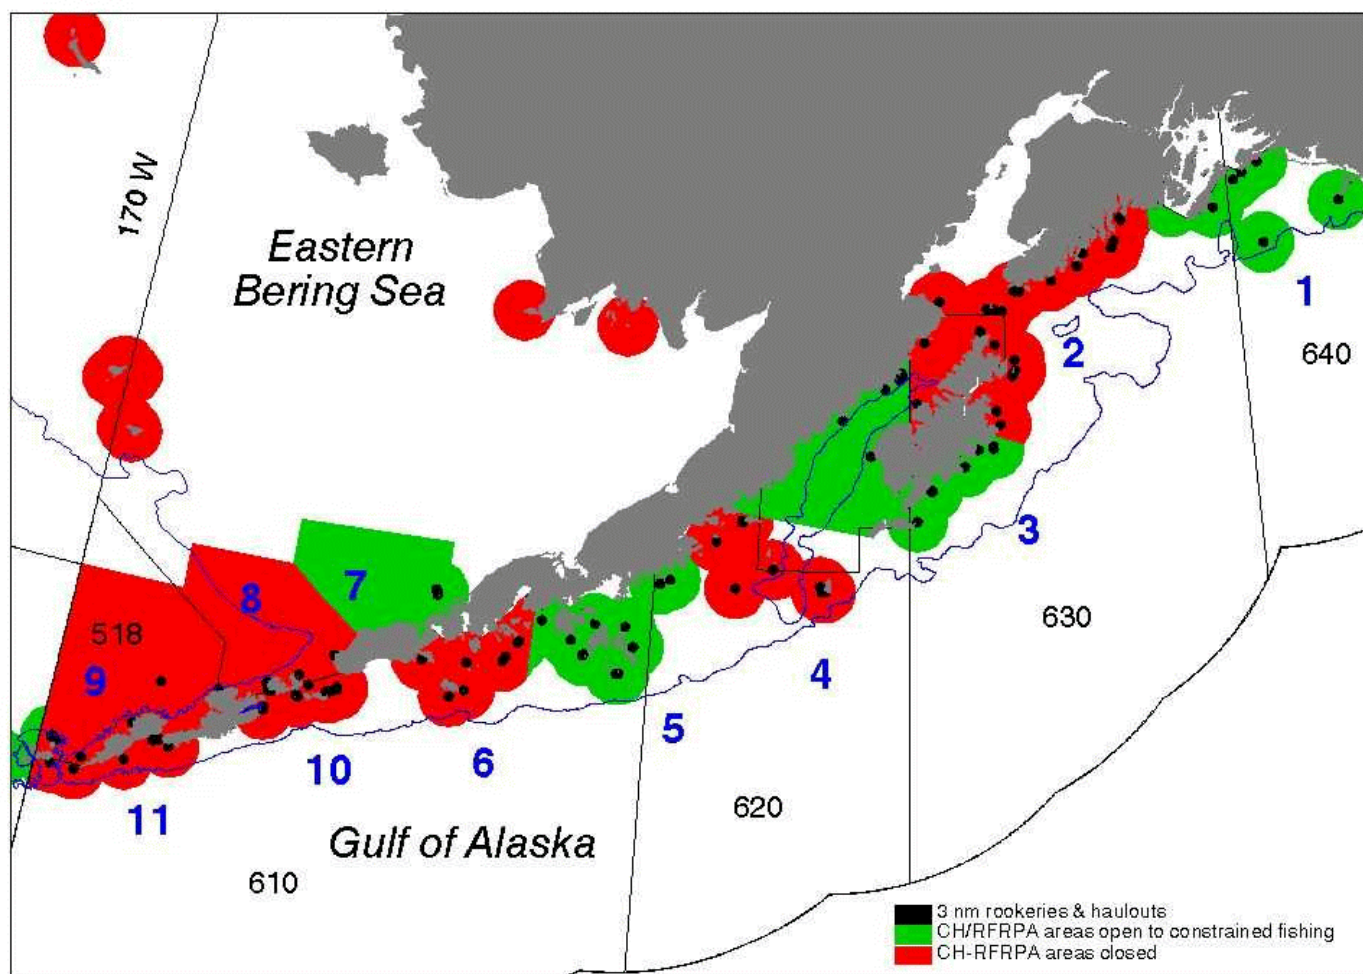 170 W
Eastern
Bering Sea
1
2
640
3
7
8
630
518
9
4
5
6
10
11
620
Gulf of Alaska
610
3 nm rookeries & haulouts
CH/RFRPA areas open to constrained fishing
CH-RFRPA areas closed